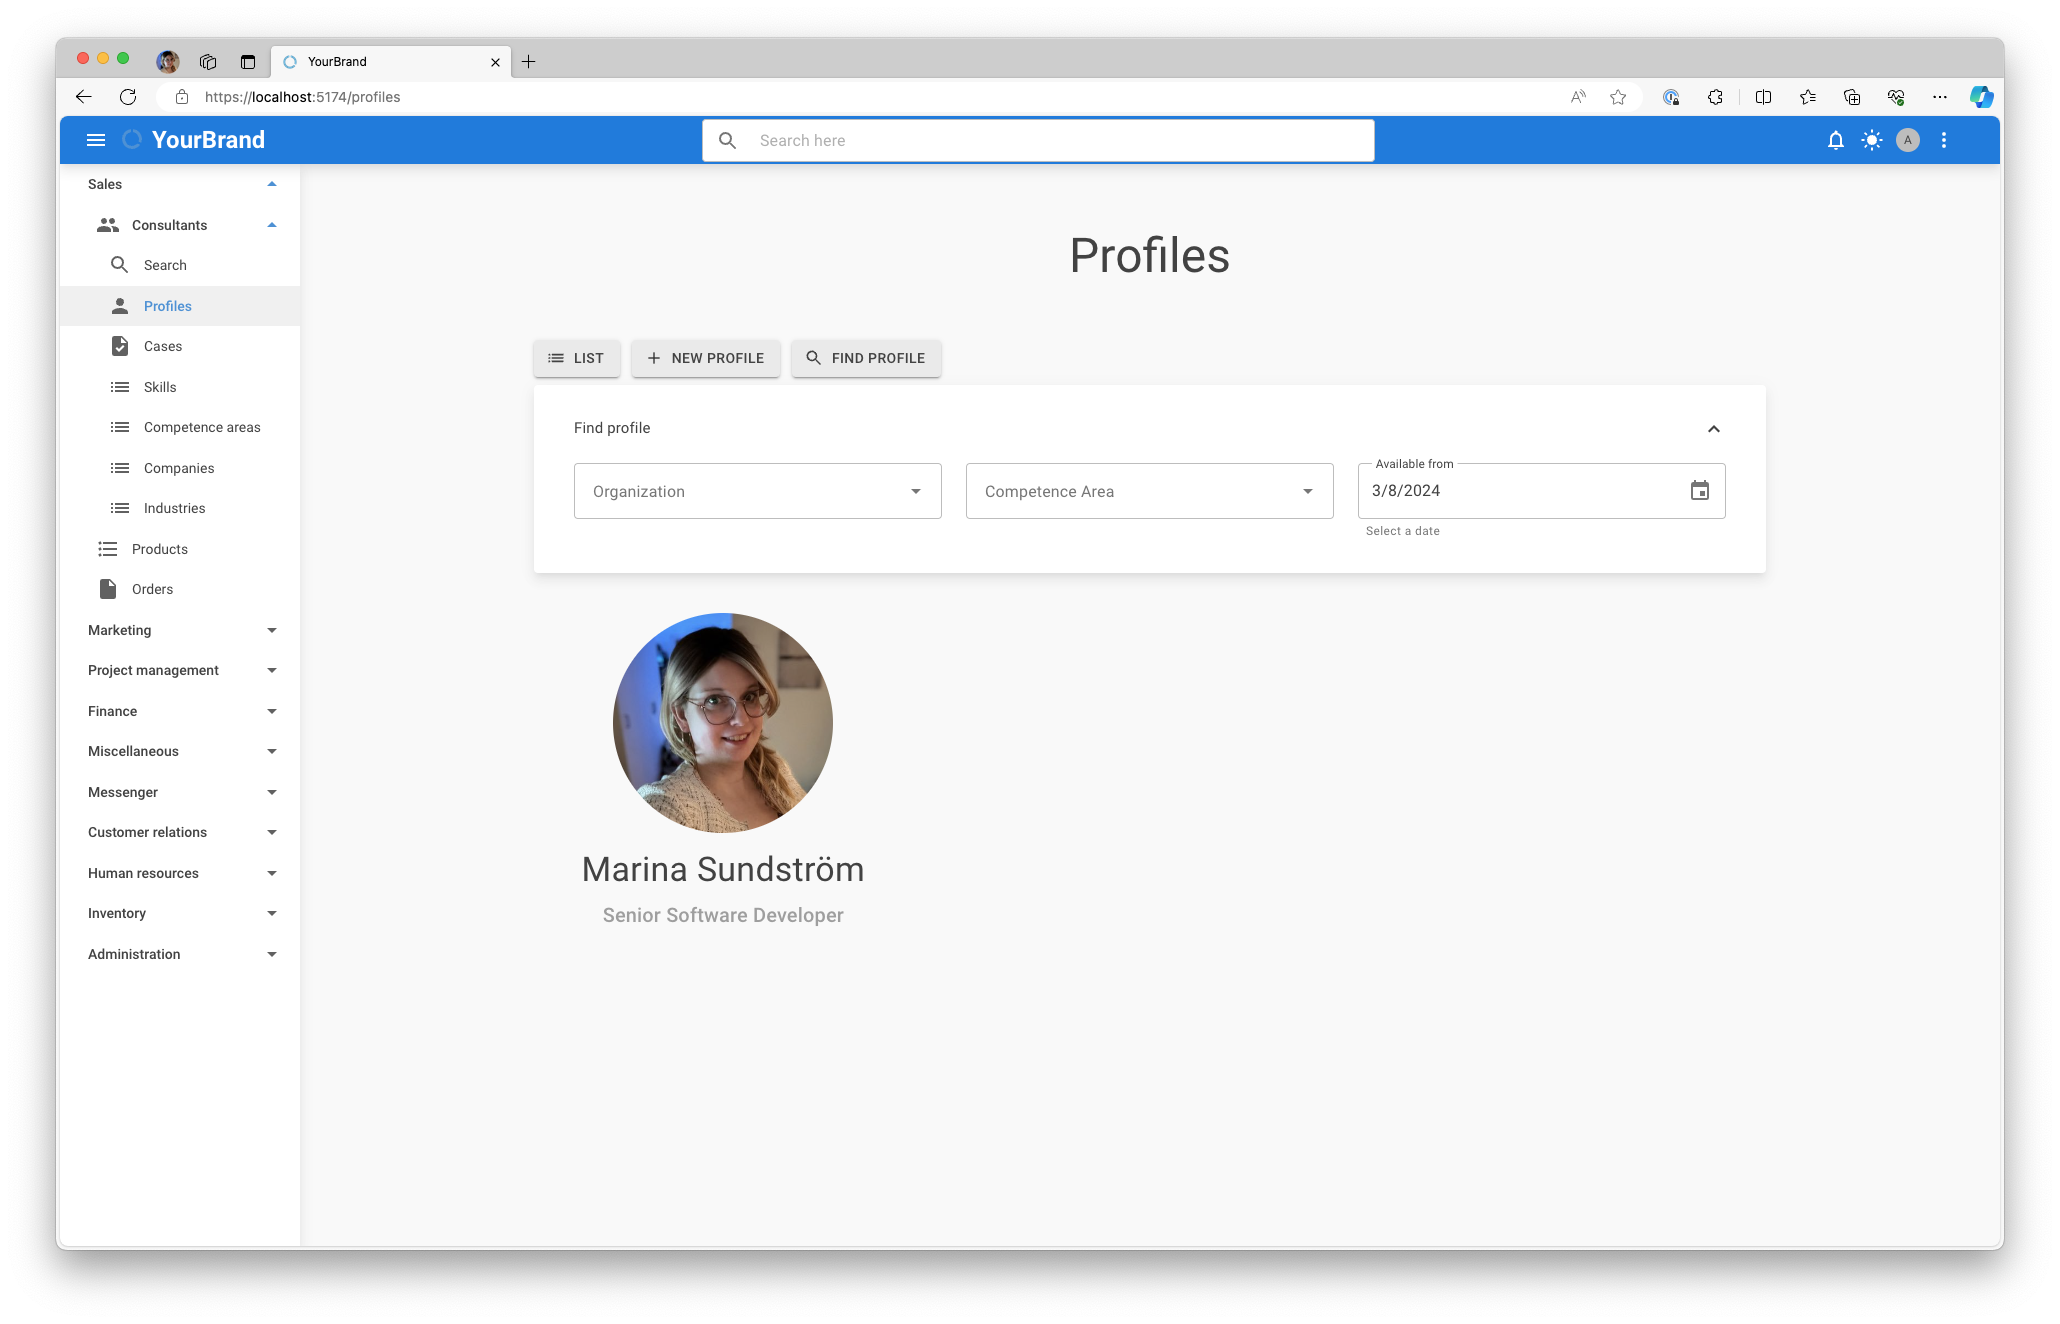 YourBrand
https://localhost:5174/profiles
YourBrand
Search here
A
Sales
Consultants
Search
Profiles
Cases
Skills
Competence areas
Companies
Industries
Products
Orders
Marketing
Project management
Finance
Miscellaneous
Messenger
Customer relations
Human resources
Inventory
Administration
Profiles
LIST
NEW PROFILE
FIND PROFILE
Find profile
Organization
Competence Area
Available from
3/8/2024
Select a date
Marina Sundström
Senior Software Developer